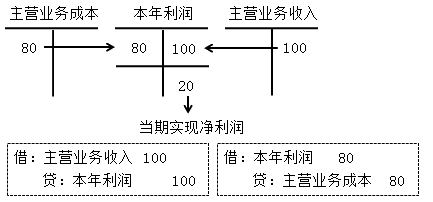 主营业务成本 本年利润 主营业务收入
80 80 100 100
20
当期实现净利润
借：主营业务收入 100
贷：本年利润 100
借：本年利润 80
贷：主营业务成本 80